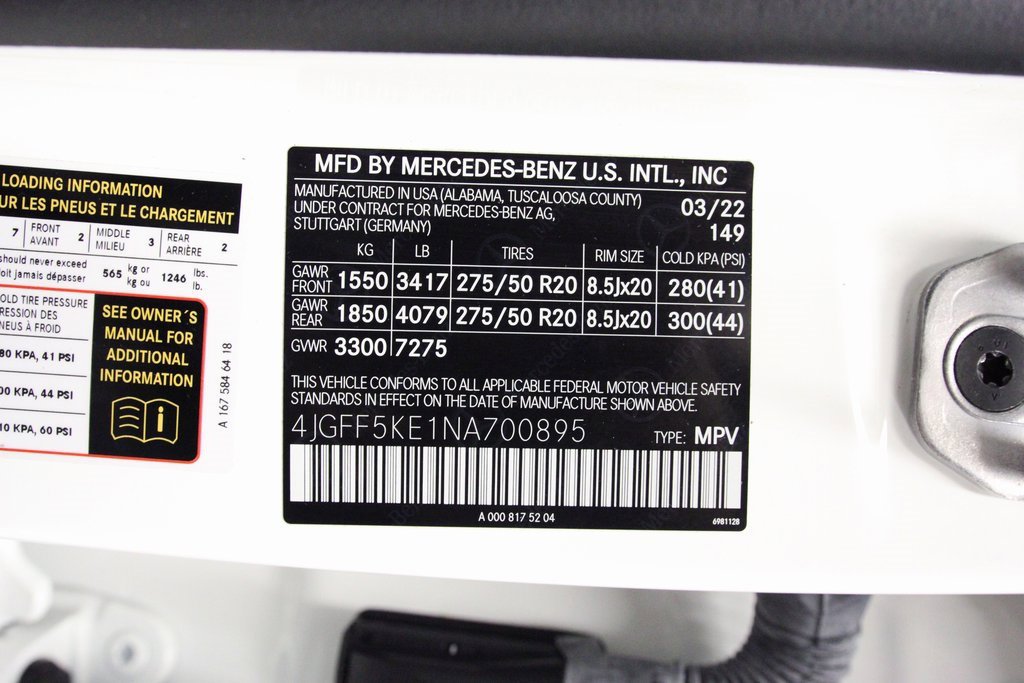 LOADING INFORMATION
UR LES PNEUS ET LE CHARGEMENT
7 FRONT AVANT 2 MIDDLE MILIEU 3 REAR ARRIÈRE 2
should never exceed
oit jamais dépasser 565 kg or kg ou 1246 lbs. lb.
OLD TIRE PRESSURE
RESSION DES
NEUS À FROID
80 KPA, 41 PSI
00 KPA, 44 PSI
10 KPA, 60 PSI
SEE OWNER´S
MANUAL FOR
ADDITIONAL
INFORMATION
i
A 167 584 64 18
MFD BY MERCEDES-BENZ U.S. INTL., INC
MANUFACTURED IN USA (ALABAMA, TUSCALOOSA COUNTY)
UNDER CONTRACT FOR MERCEDES-BENZ AG,
STUTTGART (GERMANY)
03/22
149
KG LB TIRES RIM SIZE COLD KPA (PSI)
GAWR FRONT 1550 3417 275/50 R20 8.5Jx20 280(41)
GAWR REAR 1850 4079 275/50 R20 8.5Jx20 300(44)
GVWR 3300 7275
THIS VEHICLE CONFORMS TO ALL APPLICABLE FEDERAL MOTOR VEHICLE SAFETY
STANDARDS IN EFFECT ON THE DATE OF MANUFACTURE SHOWN ABOVE.
4JGFF5KE1NA700895 TYPE: MPV
A 000 817 52 04
6981128